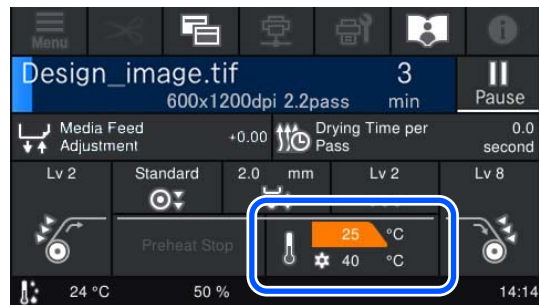 Menu
Design_image.tif 3
600x1200dpi 2.2pass min
Pause
Media Feed Adjustment +0.00
Drying Time per Pass 0.0 second
Lv 2 Standard 2.0 mm Lv 2 Lv 8
Preheat Stop
25 °C
40 °C
24 °C 50 % 14:14